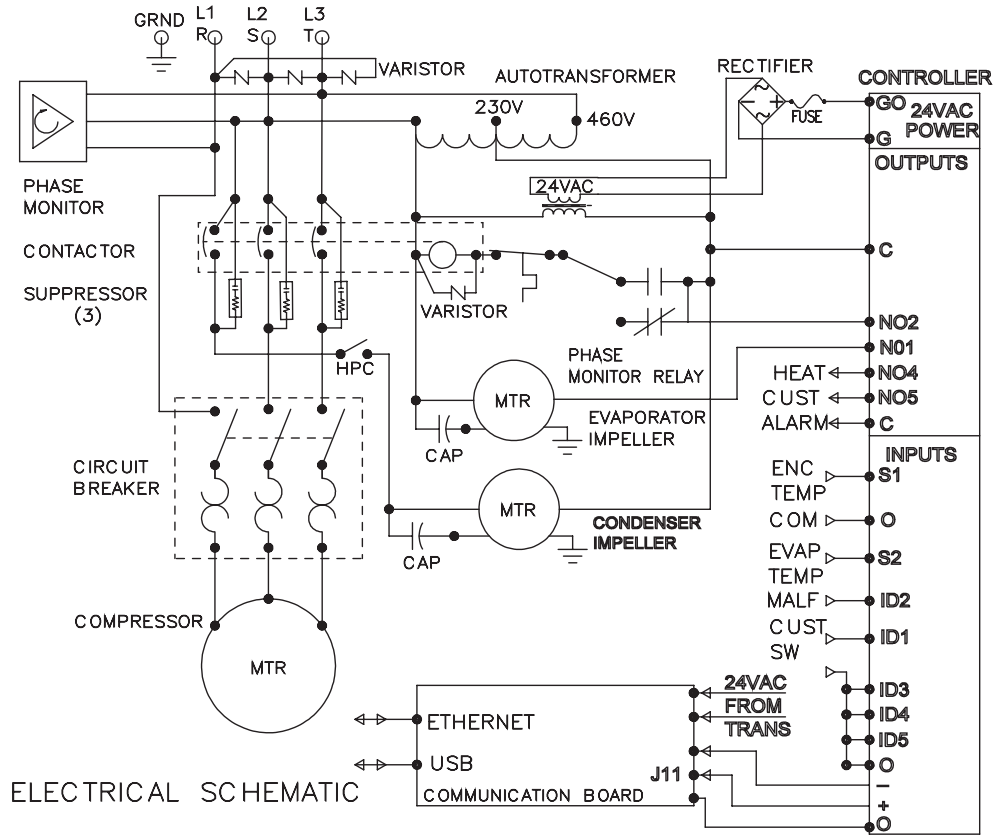 GRND
L1
R
L2
S
L3
T
VARISTOR
AUTOTRANSFORMER
230V
460V
RECTIFIER
FUSE
CONTROLLER
GO
24VAC
POWER
G
OUTPUTS
PHASE
MONITOR
24VAC
CONTACTOR
C
SUPPRESSOR
(3)
VARISTOR
NO2
PHASE
MONITOR RELAY
N01
HPC
HEAT
NO4
CUST
NO5
ALARM
C
MTR
EVAPORATOR
IMPELLER
CAP
INPUTS
CIRCUIT
BREAKER
ENC
TEMP
S1
MTR
CONDENSER
IMPELLER
CAP
COM
O
EVAP
TEMP
S2
MALF
ID2
COMPRESSOR
CUST
SW
ID1
MTR
24VAC
FROM
TRANS
ID3
ID4
ID5
O
ETHERNET
USB
J11
COMMUNICATION BOARD
–
+
O
ELECTRICAL SCHEMATIC